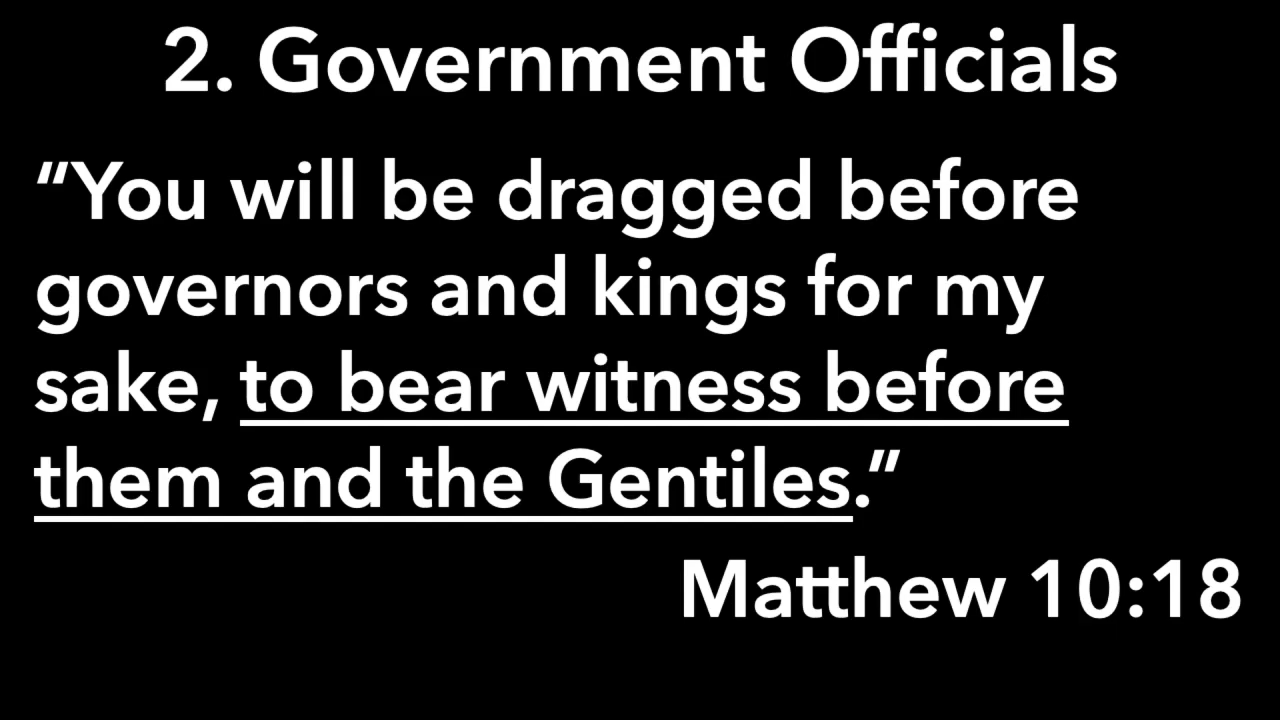 2. Government Officials
“You will be dragged before
governors and kings for my
sake, to bear witness before
them and the Gentiles.”
Matthew 10:18